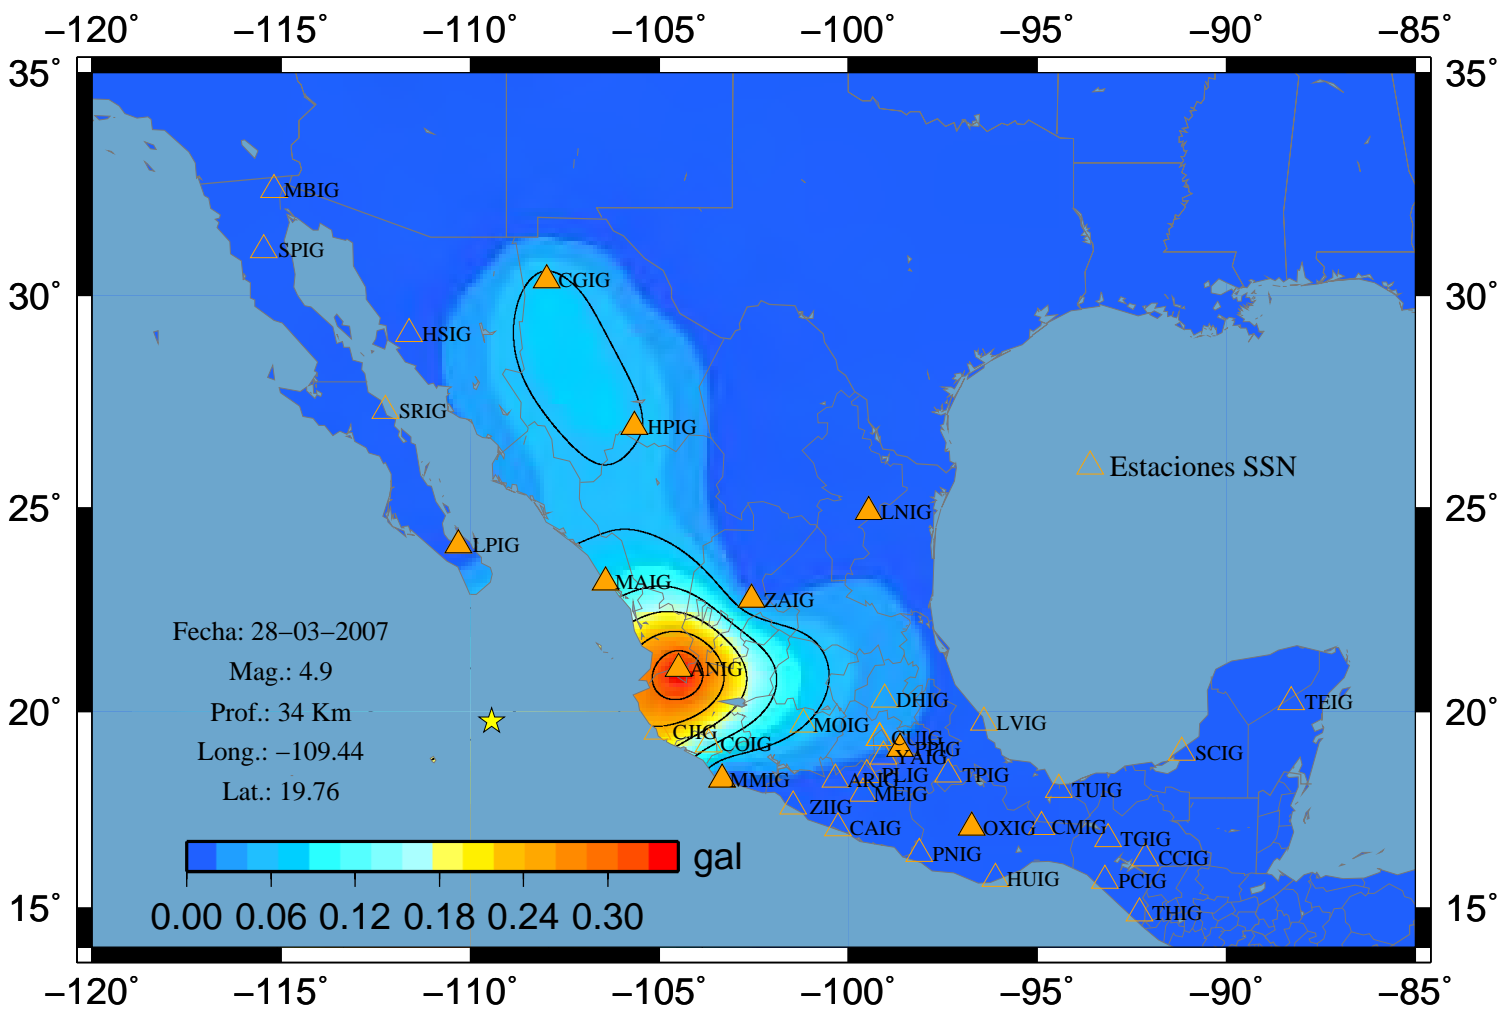 −120° −115° −110° −105° −100° −95° −90° −85°
35° 35°
MBIG
SPIG
CGIG
30° 30°
HSIG
SRIG
HPIG
Estaciones SSN
25° LNIG 25°
LPIG
MAIG
ZAIG
Fecha: 28−03−2007
Mag.: 4.9
ANIG
DHIG
TEIG
20° Prof.: 34 Km 20°
MOIG
LVIG
CJIG
CUIG
COIG
PPIG
Long.: −109.44
YAIG
SCIG
MMIG
ARIG
PLIG
TPIG
Lat.: 19.76
MEIG
TUIG
ZIIG
CAIG
OXIG
CMIG
TGIG
gal
PNIG
CCIG
HUIG
PCIG
15° 15°
THIG
0.00 0.06 0.12 0.18 0.24 0.30
−120° −115° −110° −105° −100° −95° −90° −85°